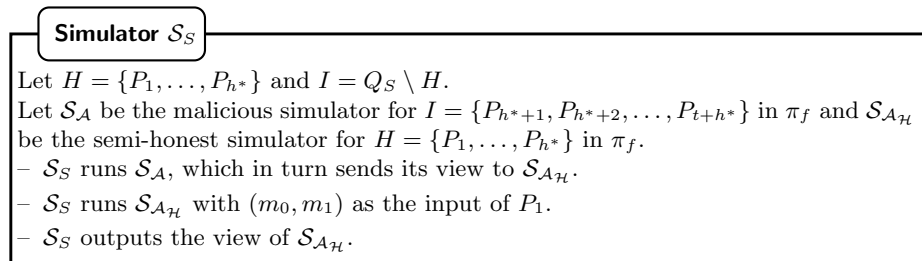 Simulator 𝒮_S
Let H = {P_1, . . . , P_{h*}} and I = Q_S \ H.
Let 𝒮_𝒜 be the malicious simulator for I = {P_{h*+1}, P_{h*+2}, . . . , P_{t+h*}} in π_f and 𝒮_{𝒜_ℋ}
be the semi-honest simulator for H = {P_1, . . . , P_{h*}} in π_f.
– 𝒮_S runs 𝒮_𝒜, which in turn sends its view to 𝒮_{𝒜_ℋ}.
– 𝒮_S runs 𝒮_{𝒜_ℋ} with (m_0, m_1) as the input of P_1.
– 𝒮_S outputs the view of 𝒮_{𝒜_ℋ}.